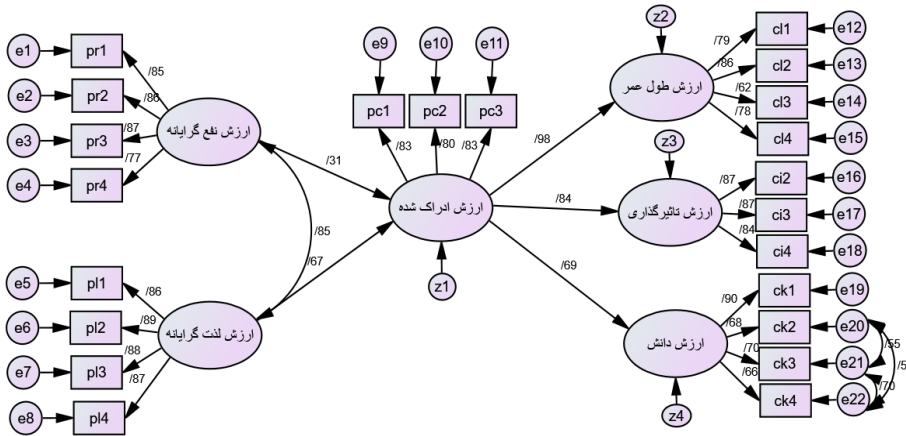 e1
pr1
/85
e2
pr2
/86
e3
pr3
/87
e4
pr4
/77
ارزش نفع گرایانه
/31
/85
/67
e5
pl1
/86
e6
pl2
/89
e7
pl3
/88
e8
pl4
/87
ارزش لذت گرایانه
e9
e10
e11
pc1
pc2
pc3
/83
/80
/83
ارزش ادراک شده
z1
/98
/84
/69
z2
ارزش طول عمر
/79
cl1
e12
/86
cl2
e13
/62
cl3
e14
/78
cl4
e15
z3
ارزش تاثیرگذاری
/87
ci2
e16
/87
ci3
e17
/84
ci4
e18
ارزش دانش
z4
/90
ck1
e19
/68
ck2
e20
/70
ck3
e21
/66
ck4
e22
/55
/70
/5